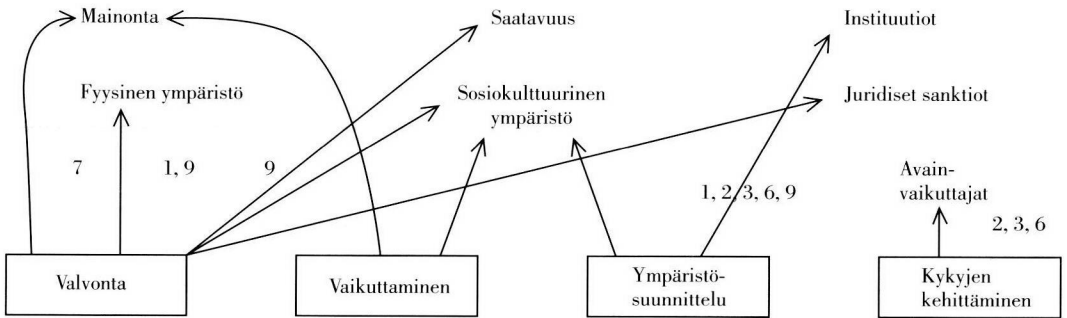 Mainonta
Saatavuus
Instituutiot
Fyysinen ympäristö
Sosiokulttuurinen
ympäristö
Juridiset sanktiot
7
1, 9
9
1, 2, 3, 6, 9
Avain-
vaikuttajat
2, 3, 6
Valvonta
Vaikuttaminen
Ympäristö-
suunnittelu
Kykyjen
kehittäminen